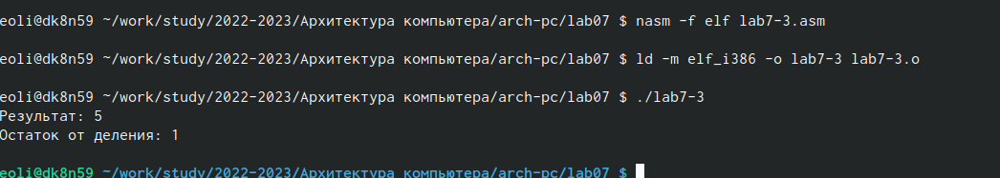 eoli@dk8n59 ~/work/study/2022-2023/Архитектура компьютера/arch-pc/lab07 $ nasm -f elf lab7-3.asm
eoli@dk8n59 ~/work/study/2022-2023/Архитектура компьютера/arch-pc/lab07 $ ld -m elf_i386 -o lab7-3 lab7-3.o
eoli@dk8n59 ~/work/study/2022-2023/Архитектура компьютера/arch-pc/lab07 $ ./lab7-3
Результат: 5
Остаток от деления: 1
eoli@dk8n59 ~/work/study/2022-2023/Архитектура компьютера/arch-pc/lab07 $